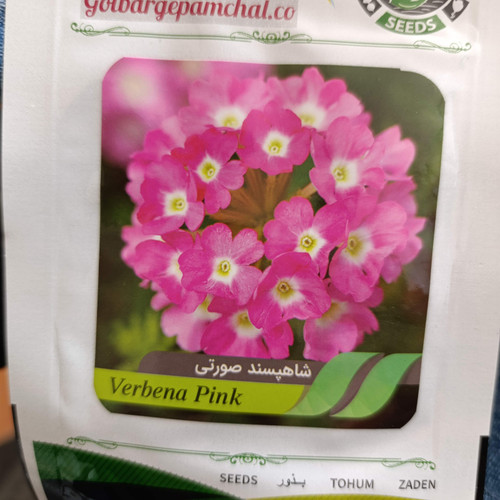 Golbargepamchal.co
SEEDS
شاهپسند صورتی
Verbena Pink
SEEDS بذور TOHUM ZADEN